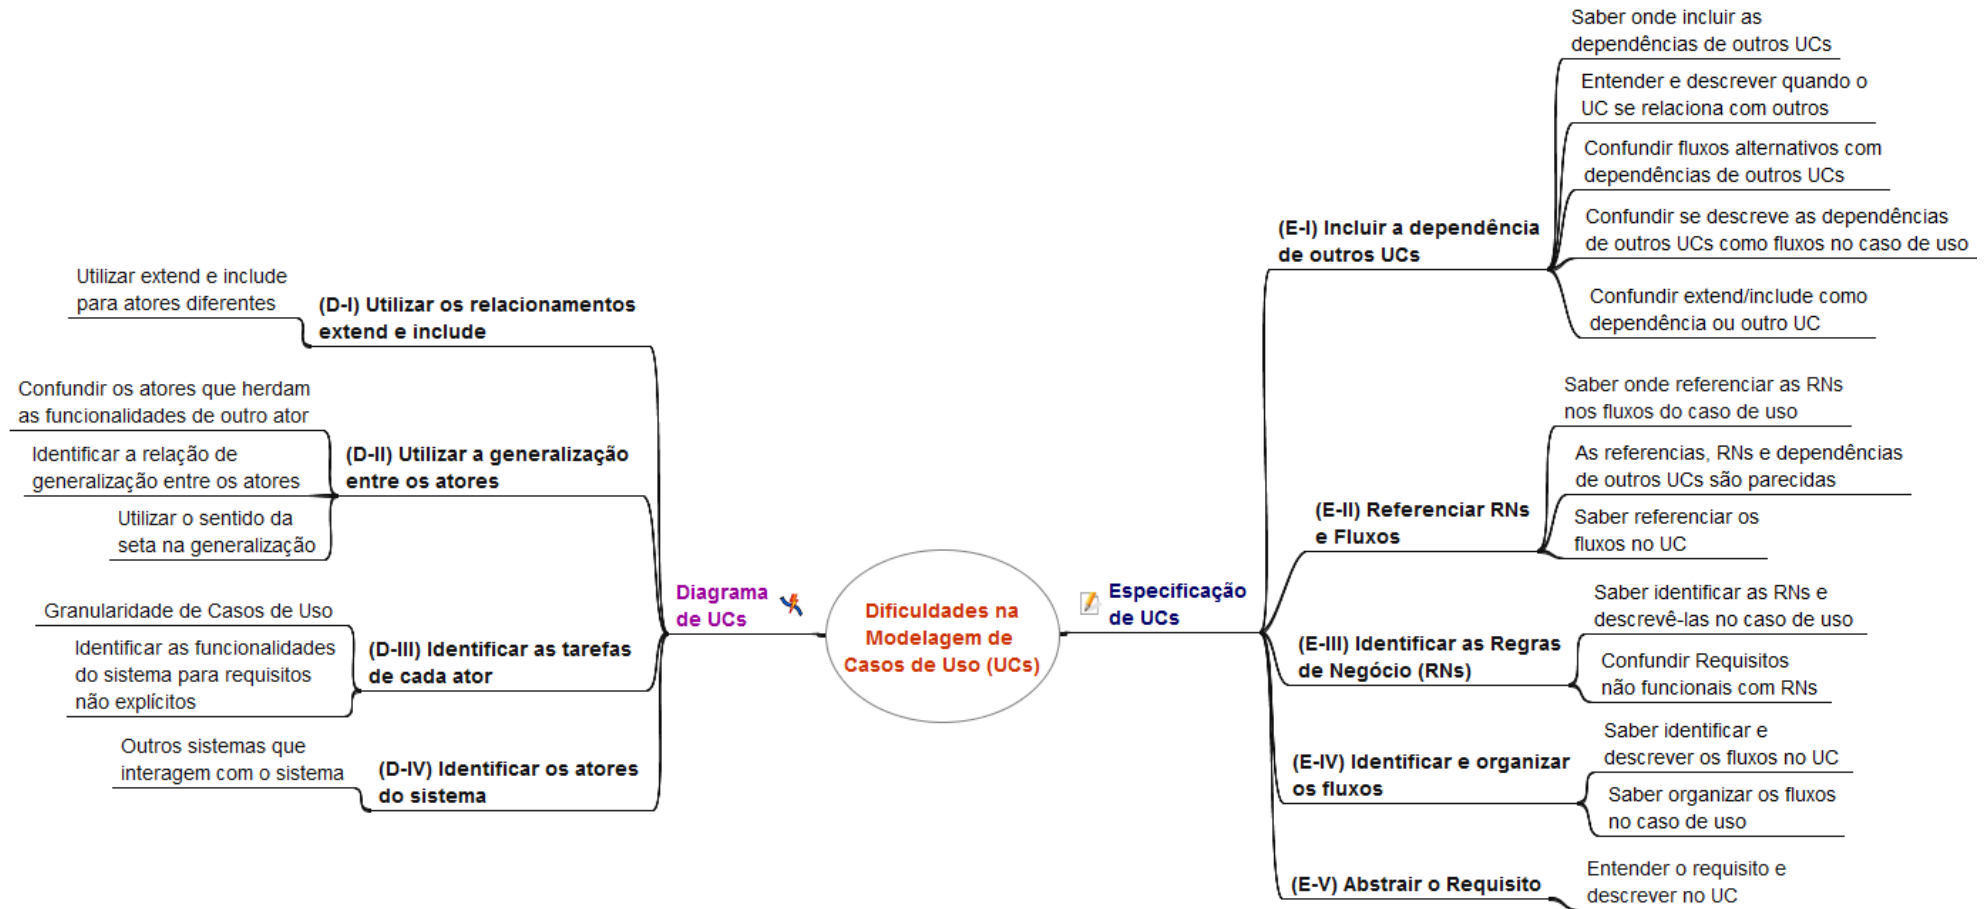 Dificuldades na
Modelagem de
Casos de Uso (UCs)
Diagrama
de UCs
(D-I) Utilizar os relacionamentos
extend e include
Utilizar extend e include
para atores diferentes
(D-II) Utilizar a generalização
entre os atores
Confundir os atores que herdam
as funcionalidades de outro ator
Identificar a relação de
generalização entre os atores
Utilizar o sentido da
seta na generalização
(D-III) Identificar as tarefas
de cada ator
Granularidade de Casos de Uso
Identificar as funcionalidades
do sistema para requisitos
não explícitos
(D-IV) Identificar os atores
do sistema
Outros sistemas que
interagem com o sistema
Especificação
de UCs
(E-I) Incluir a dependência
de outros UCs
Saber onde incluir as
dependências de outros UCs
Entender e descrever quando o
UC se relaciona com outros
Confundir fluxos alternativos com
dependências de outros UCs
Confundir se descreve as dependências
de outros UCs como fluxos no caso de uso
Confundir extend/include como
dependência ou outro UC
(E-II) Referenciar RNs
e Fluxos
Saber onde referenciar as RNs
nos fluxos do caso de uso
As referencias, RNs e dependências
de outros UCs são parecidas
Saber referenciar os
fluxos no UC
(E-III) Identificar as Regras
de Negócio (RNs)
Saber identificar as RNs e
descrevê-las no caso de uso
Confundir Requisitos
não funcionais com RNs
(E-IV) Identificar e organizar
os fluxos
Saber identificar e
descrever os fluxos no UC
Saber organizar os fluxos
no caso de uso
(E-V) Abstrair o Requisito
Entender o requisito e
descrever no UC